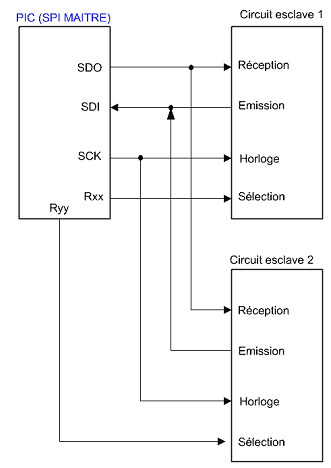 PIC (SPI MAITRE)
Circuit esclave 1
SDO
Réception
SDI
Emission
SCK
Horloge
Rxx
Sélection
Ryy
Circuit esclave 2
Réception
Emission
Horloge
Sélection